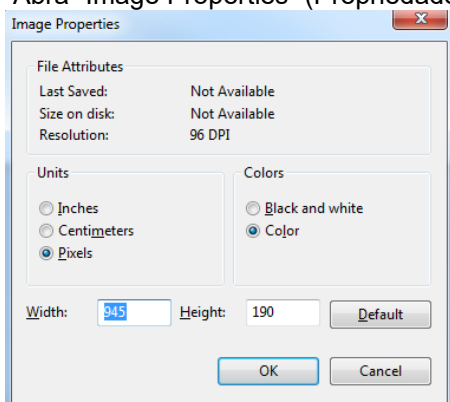 Abra "Image Properties" (Propriedade
Image Properties
File Attributes
Last Saved: Not Available
Size on disk: Not Available
Resolution: 96 DPI
Units
Colors
Inches
Black and white
Centimeters
Color
Pixels
Width: 945 Height: 190 Default
OK Cancel